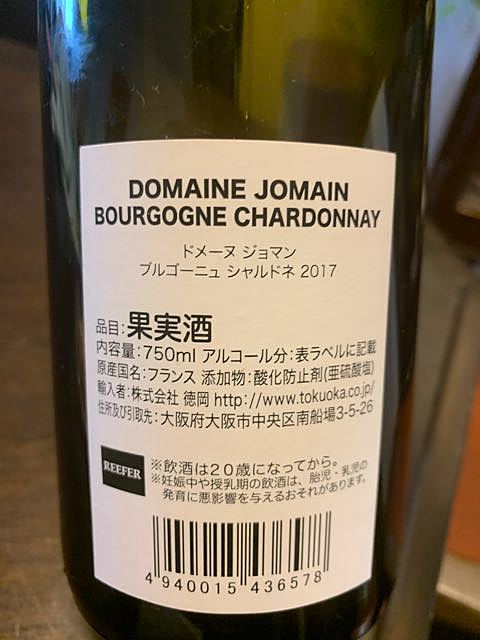 DOMAINE JOMAIN
BOURGOGNE CHARDONNAY
ドメーヌ ジョマン
ブルゴーニュ シャルドネ 2017
品目:果実酒
内容量:750ml アルコール分:表ラベルに記載
原産国名:フランス 添加物:酸化防止剤(亜硫酸塩)
輸入者:株式会社 徳岡 http://www.tokuoka.co.jp/
住所及び引取先:大阪府大阪市中央区南船場3-5-26
REEFER
※飲酒は20歳になってから。
※妊娠中や授乳期の飲酒は、胎児・乳児の
発育に悪影響を与えるおそれがあります。
4 940015 436578